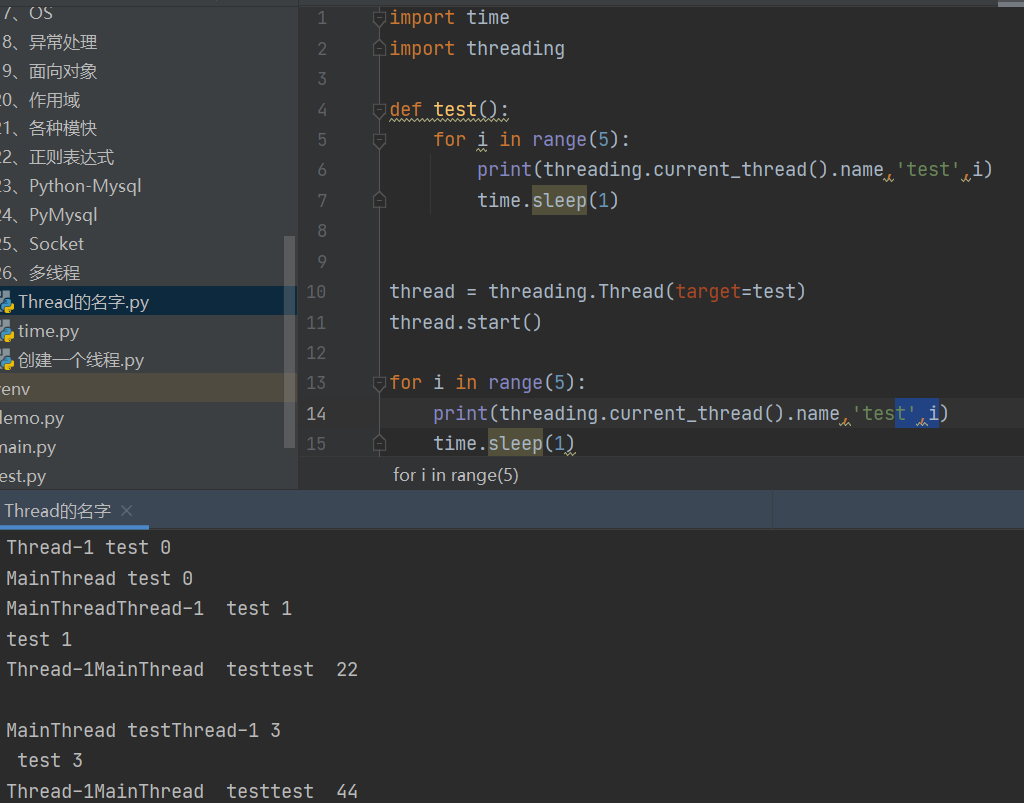 7、OS
8、异常处理
9、面向对象
20、作用域
21、各种模快
22、正则表达式
23、Python-Mysql
24、PyMysql
25、Socket
26、多线程
Thread的名字.py
time.py
创建一个线程.py
env
demo.py
main.py
est.py
1 import time
2 import threading
3
4 def test():
5 for i in range(5):
6 print(threading.current_thread().name,'test',i)
7 time.sleep(1)
8
9
10 thread = threading.Thread(target=test)
11 thread.start()
12
13 for i in range(5):
14 print(threading.current_thread().name,'test',i)
15 time.sleep(1)
for i in range(5)
Thread的名字
Thread-1 test 0
MainThread test 0
MainThreadThread-1  test 1
test 1
Thread-1MainThread  testtest  22
MainThread testThread-1 3
 test 3
Thread-1MainThread  testtest  44